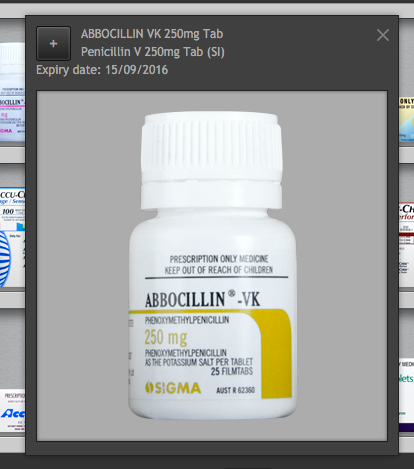 +
ABBOCILLIN VK 250mg Tab
Penicillin V 250mg Tab (SI)
Expiry date: 15/09/2016
PRESCRIPTION ONLY MEDICINE
KEEP OUT OF REACH OF CHILDREN
ABBOCILLIN®-VK
PHENOXYMETHYLPENICILLIN
250 mg
PHENOXYMETHYLPENICILLIN
AS THE POTASSIUM SALT PER TABLET
25 FILMTABS
SIGMA
AUST R 62360
100